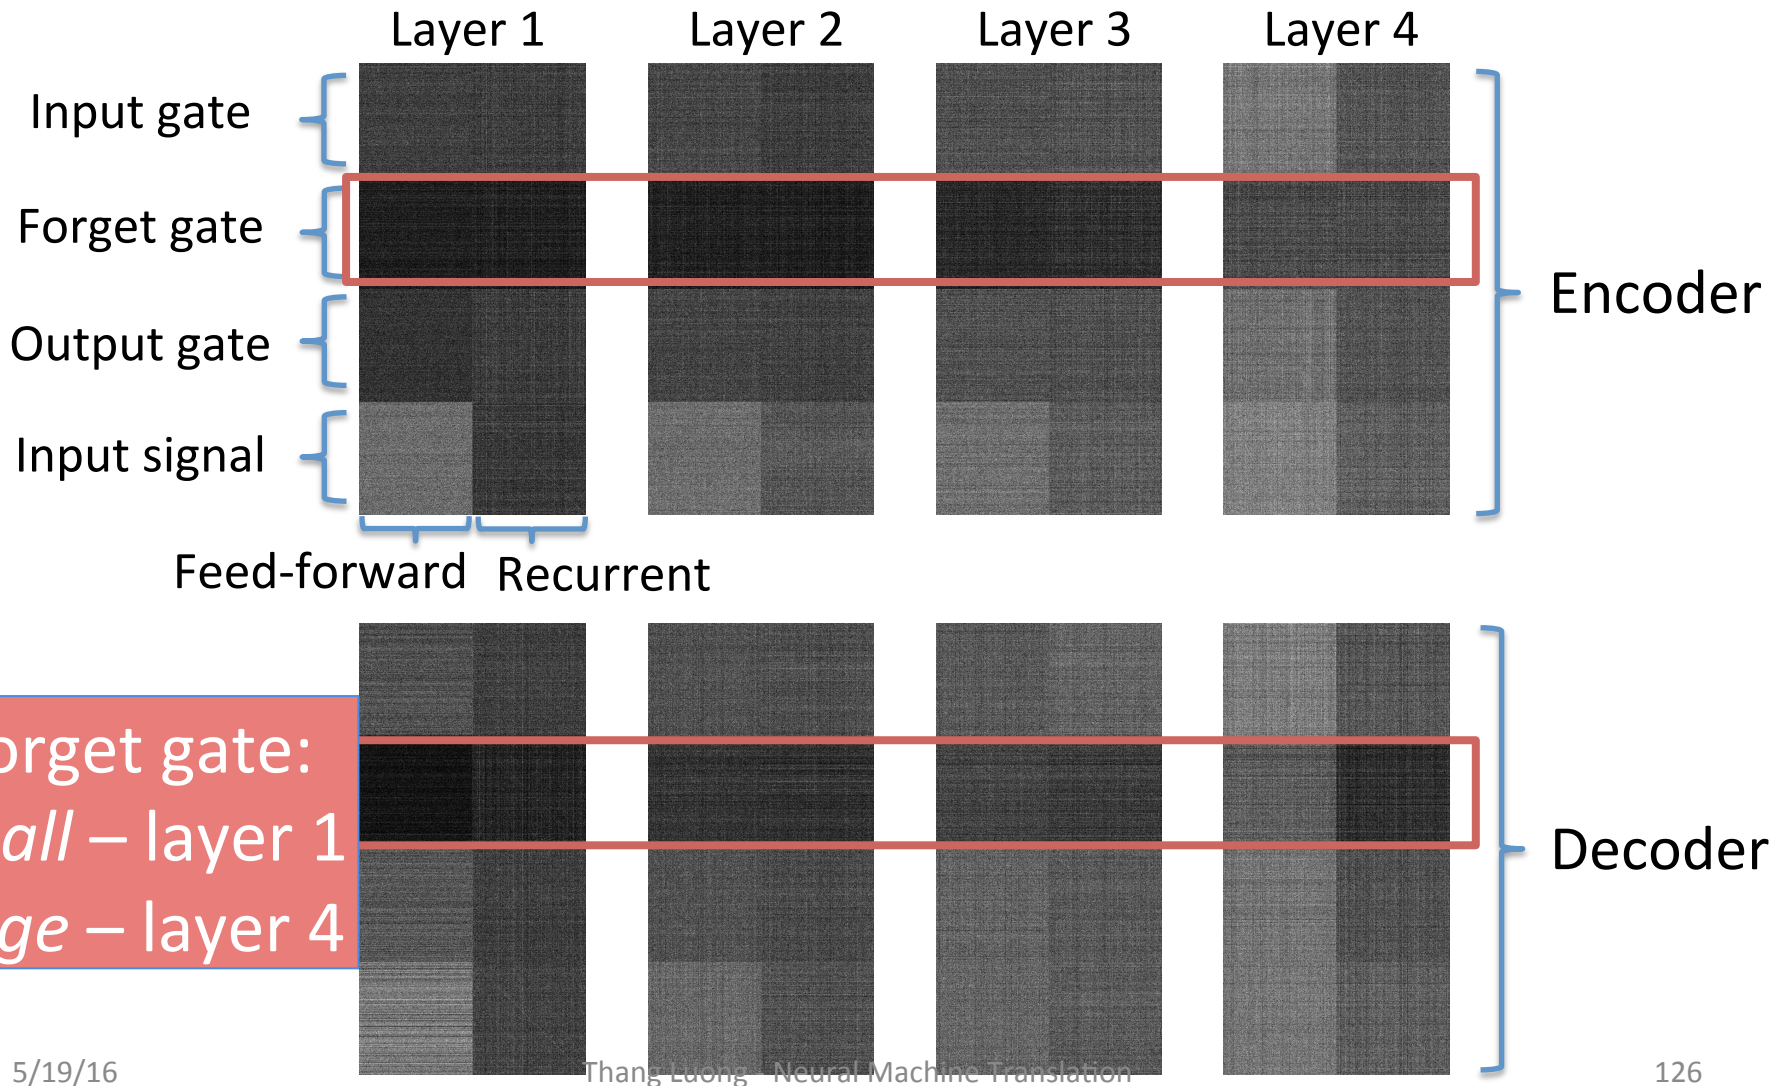 Layer 1 Layer 2 Layer 3 Layer 4
Input gate
Forget gate
Output gate
Input signal
Encoder
Feed-forward Recurrent
orget gate:
all – layer 1
ge – layer 4
Decoder
5/19/16 Thang Luong - Neural Machine Translation 126